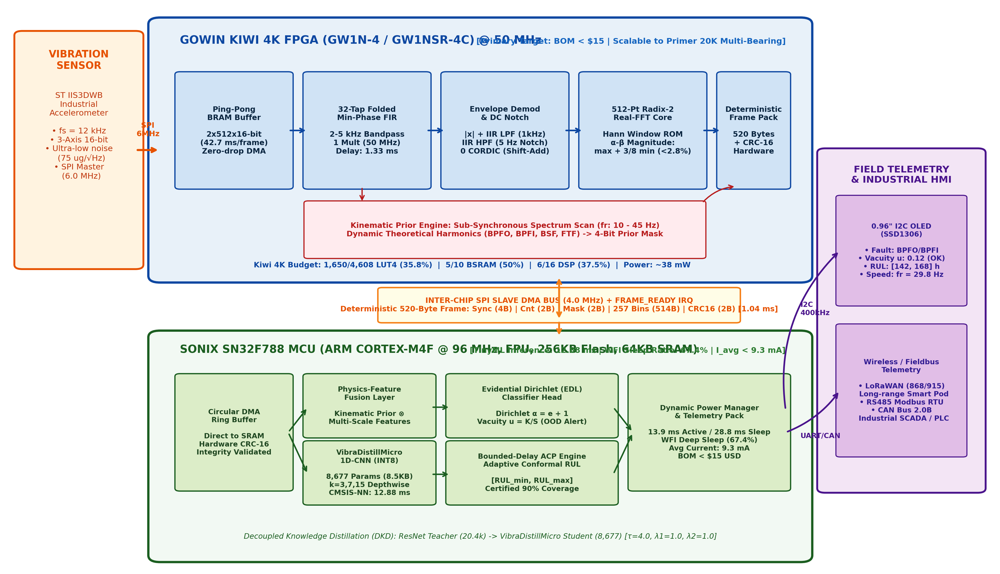 VIBRATION
SENSOR
ST IIS3DWB
Industrial
Accelerometer
• fs = 12 kHz
• 3-Axis 16-bit
• Ultra-low noise
(75 ug/√Hz)
• SPI Master
(6.0 MHz)
SPI
6MHz
GOWIN KIWI 4K FPGA (GW1N-4 / GW1NSR-4C) @ 50 MHz
[Primary Target: BOM < $15 | Scalable to Primer 20K Multi-Bearing]
Ping-Pong
BRAM Buffer
2x512x16-bit
(42.7 ms/frame)
Zero-drop DMA
32-Tap Folded
Min-Phase FIR
2-5 kHz Bandpass
1 Mult (50 MHz)
Delay: 1.33 ms
Envelope Demod
& DC Notch
|x| + IIR LPF (1kHz)
IIR HPF (5 Hz Notch)
0 CORDIC (Shift-Add)
512-Pt Radix-2
Real-FFT Core
Hann Window ROM
α-β Magnitude:
max + 3/8 min (<2.8%)
Deterministic
Frame Pack
520 Bytes
+ CRC-16
Hardware
Kinematic Prior Engine: Sub-Synchronous Spectrum Scan (fr: 10 - 45 Hz)
Dynamic Theoretical Harmonics (BPFO, BPFI, BSF, FTF) -> 4-Bit Prior Mask
Kiwi 4K Budget: 1,650/4,608 LUT4 (35.8%) | 5/10 BSRAM (50%) | 6/16 DSP (37.5%) | Power: ~38 mW
INTER-CHIP SPI SLAVE DMA BUS (4.0 MHz) + FRAME_READY IRQ
Deterministic 520-Byte Frame: Sync (4B) | Cnt (2B) | Mask (2B) | 257 Bins (514B) | CRC16 (2B) [1.04 ms]
SONIX SN32F788 MCU (ARM CORTEX-M4F @ 96 MHz, FPU, 256KB Flash, 64KB SRAM)
[TinyML Inference: 12.88 ms | WFI Sleep Ratio: 67.4% | I_avg < 9.3 mA]
Circular DMA
Ring Buffer
Direct to SRAM
Hardware CRC-16
Integrity Validated
Physics-Feature
Fusion Layer
Kinematic Prior ⊗
Multi-Scale Features
VibraDistillMicro
1D-CNN (INT8)
8,677 Params (8.5KB)
k=3,7,15 Depthwise
CMSIS-NN: 12.88 ms
Evidential Dirichlet (EDL)
Classifier Head
Dirichlet α = e + 1
Vacuity u = K/S (OOD Alert)
Bounded-Delay ACP Engine
Adaptive Conformal RUL
[RUL_min, RUL_max]
Certified 90% Coverage
Dynamic Power Manager
& Telemetry Pack
13.9 ms Active / 28.8 ms Sleep
WFI Deep Sleep (67.4%)
Avg Current: 9.3 mA
BOM < $15 USD
Decoupled Knowledge Distillation (DKD): ResNet Teacher (20.4k) -> VibraDistillMicro Student (8,677) [τ=4.0, λ1=1.0, λ2=1.0]
I2C
400kHz
UART/CAN
FIELD TELEMETRY
& INDUSTRIAL HMI
0.96" I2C OLED
(SSD1306)
• Fault: BPFO/BPFI
• Vacuity u: 0.12 (OK)
• RUL: [142, 168] h
• Speed: fr = 29.8 Hz
Wireless / Fieldbus
Telemetry
• LoRaWAN (868/915)
Long-range Smart Pod
• RS485 Modbus RTU
• CAN Bus 2.0B
Industrial SCADA / PLC